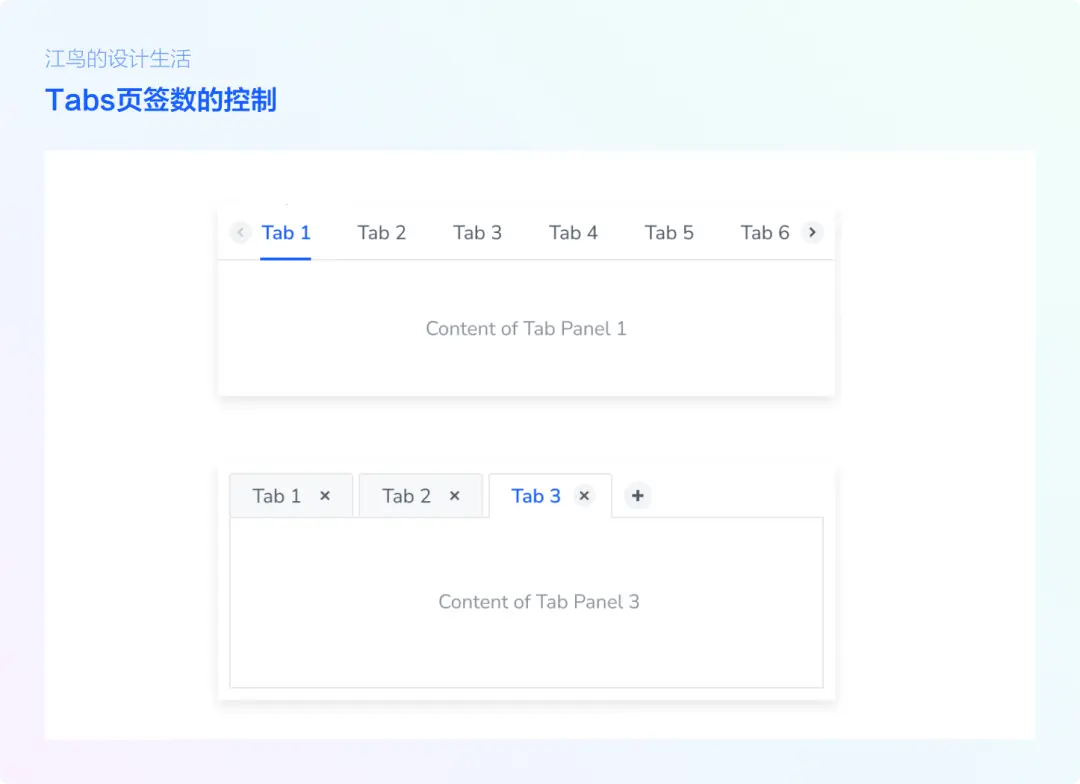 江鸟的设计生活
Tabs页签数的控制
Tab 1 Tab 2 Tab 3 Tab 4 Tab 5 Tab 6
Content of Tab Panel 1
Tab 1 Tab 2 Tab 3
Content of Tab Panel 3